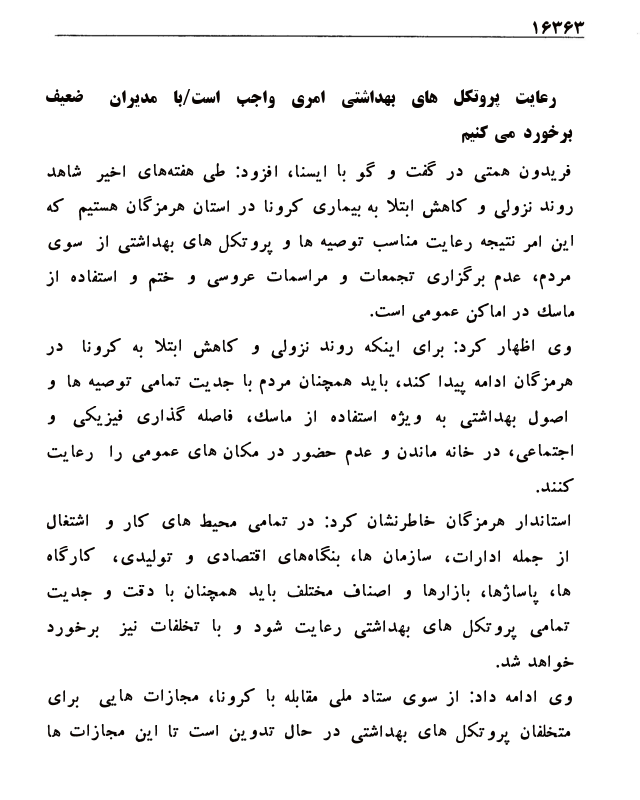 ۱۶۳۶۳
رعایت پروتکل های بهداشتی امری واجب است/با مدیران ضعیف
برخورد می کنیم
فریدون همتی در گفت و گو با ایسنا، افزود: طی هفته‌های اخیر شاهد
روند نزولی و کاهش ابتلا به بیماری کرونا در استان هرمزگان هستیم که
این امر نتیجه رعایت مناسب توصیه ها و پروتکل های بهداشتی از سوی
مردم، عدم برگزاری تجمعات و مراسمات عروسی و ختم و استفاده از
ماسك در اماکن عمومی است.
وی اظهار کرد: برای اینکه روند نزولی و کاهش ابتلا به کرونا در
هرمزگان ادامه پیدا کند، باید همچنان مردم با جدیت تمامی توصیه ها و
اصول بهداشتی به ویژه استفاده از ماسك، فاصله گذاری فیزیکی و
اجتماعی، در خانه ماندن و عدم حضور در مکان های عمومی را رعایت
کنند.
استاندار هرمزگان خاطرنشان کرد: در تمامی محیط های کار و اشتغال
از جمله ادارات، سازمان ها، بنگاه‌های اقتصادی و تولیدی، کارگاه
ها، پاساژها، بازارها و اصناف مختلف باید همچنان با دقت و جدیت
تمامی پروتکل های بهداشتی رعایت شود و با تخلفات نیز برخورد
خواهد شد.
وی ادامه داد: از سوی ستاد ملی مقابله با کرونا، مجازات هایی برای
متخلفان پروتکل های بهداشتی در حال تدوین است تا این مجازات ها